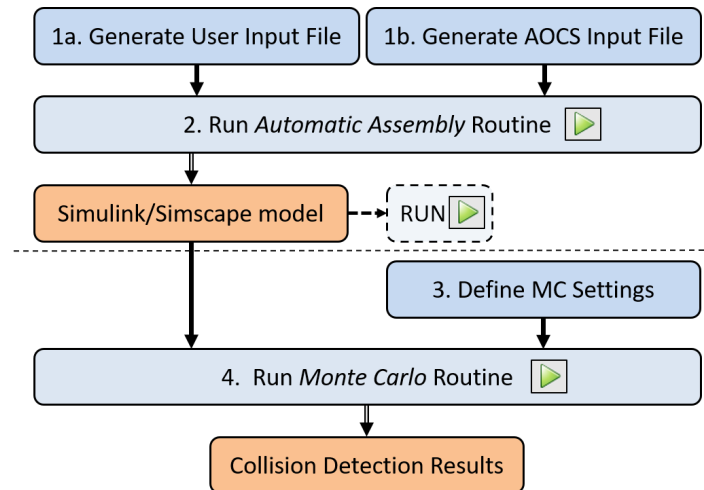 1a. Generate User Input File
1b. Generate AOCS Input File
2. Run Automatic Assembly Routine
Simulink/Simscape model
RUN
3. Define MC Settings
4. Run Monte Carlo Routine
Collision Detection Results